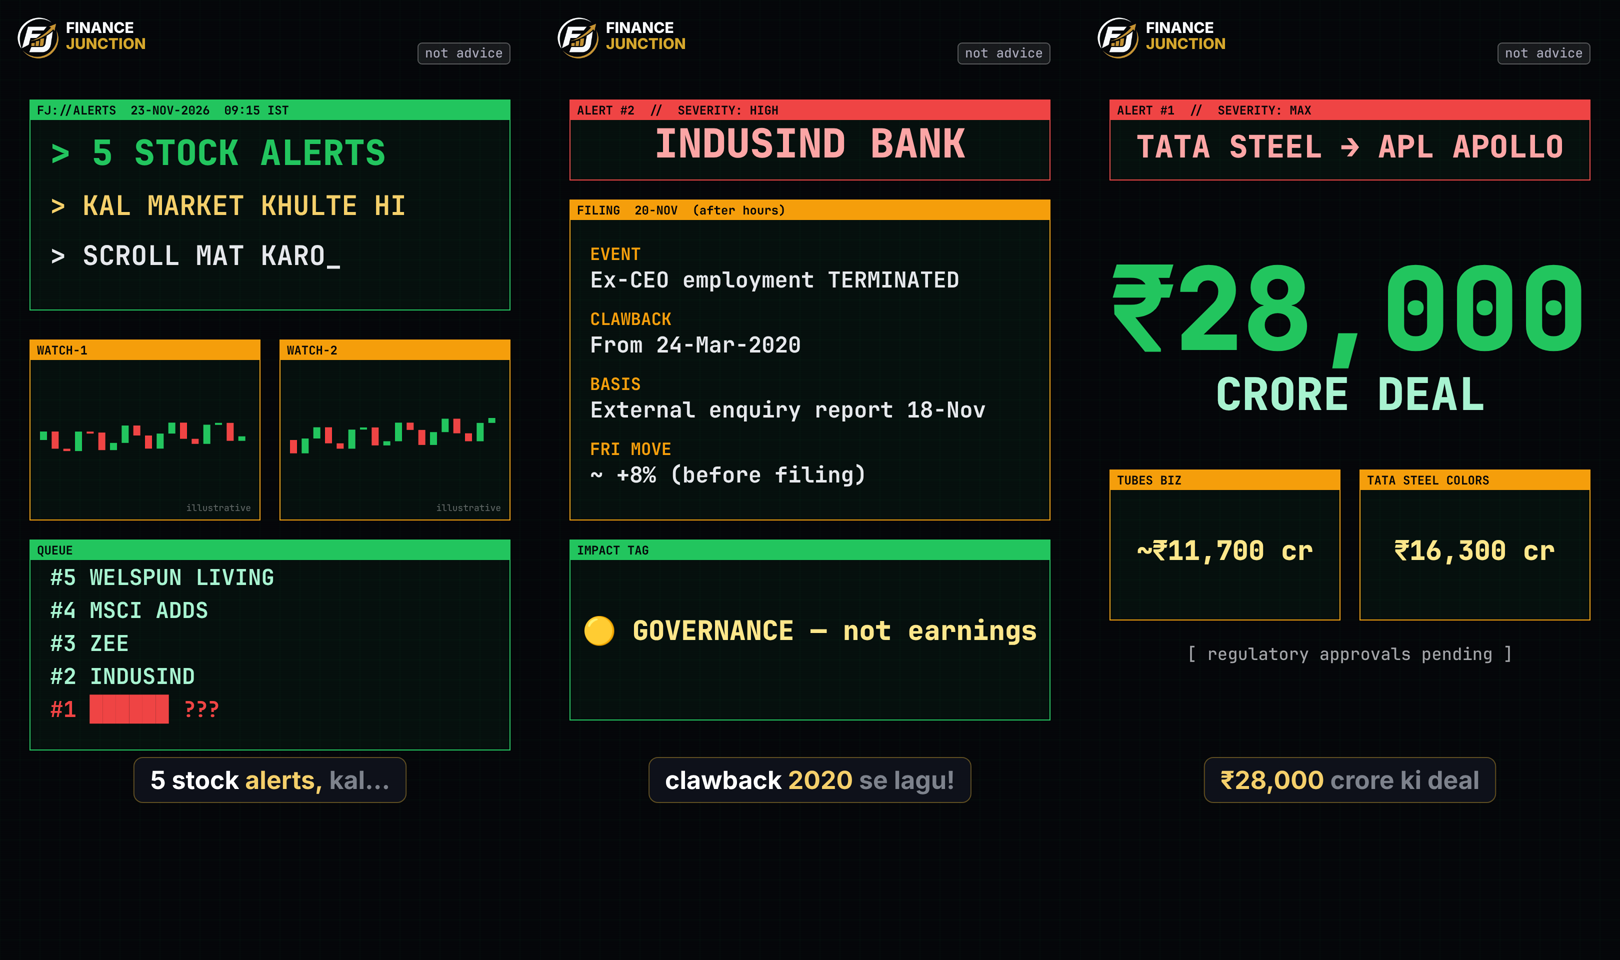 FINANCE
JUNCTION
not advice
FJ://ALERTS 23-NOV-2026 09:15 IST
> 5 STOCK ALERTS
> KAL MARKET KHULTE HI
> SCROLL MAT KARO_
WATCH-1
illustrative
WATCH-2
illustrative
QUEUE
#5 WELSPUN LIVING
#4 MSCI ADDS
#3 ZEE
#2 INDUSIND
#1 ██████ ???
5 stock alerts, kal...
FINANCE
JUNCTION
not advice
ALERT #2 // SEVERITY: HIGH
INDUSIND BANK
FILING 20-NOV (after hours)
EVENT
Ex-CEO employment TERMINATED
CLAWBACK
From 24-Mar-2020
BASIS
External enquiry report 18-Nov
FRI MOVE
~ +8% (before filing)
IMPACT TAG
🟡 GOVERNANCE — not earnings
clawback 2020 se lagu!
FINANCE
JUNCTION
not advice
ALERT #1 // SEVERITY: MAX
TATA STEEL → APL APOLLO
₹28,000
CRORE DEAL
TUBES BIZ
~₹11,700 cr
TATA STEEL COLORS
₹16,300 cr
[ regulatory approvals pending ]
₹28,000 crore ki deal